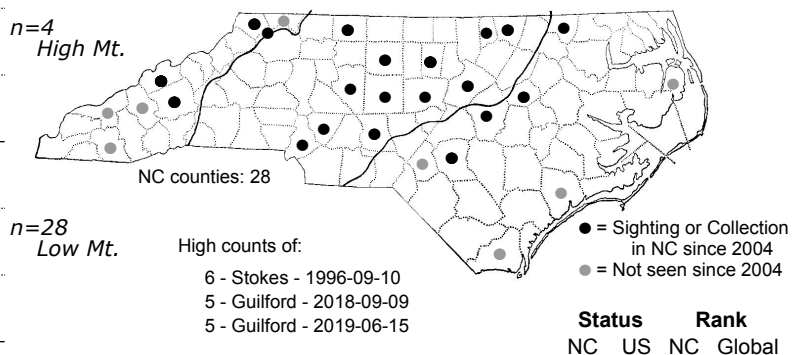 n=4
High Mt.
NC counties: 28
n=28
Low Mt.
High counts of:
6 - Stokes - 1996-09-10
5 - Guilford - 2018-09-09
5 - Guilford - 2019-06-15
● = Sighting or Collection
in NC since 2004
● = Not seen since 2004
Status Rank
NC US NC Global